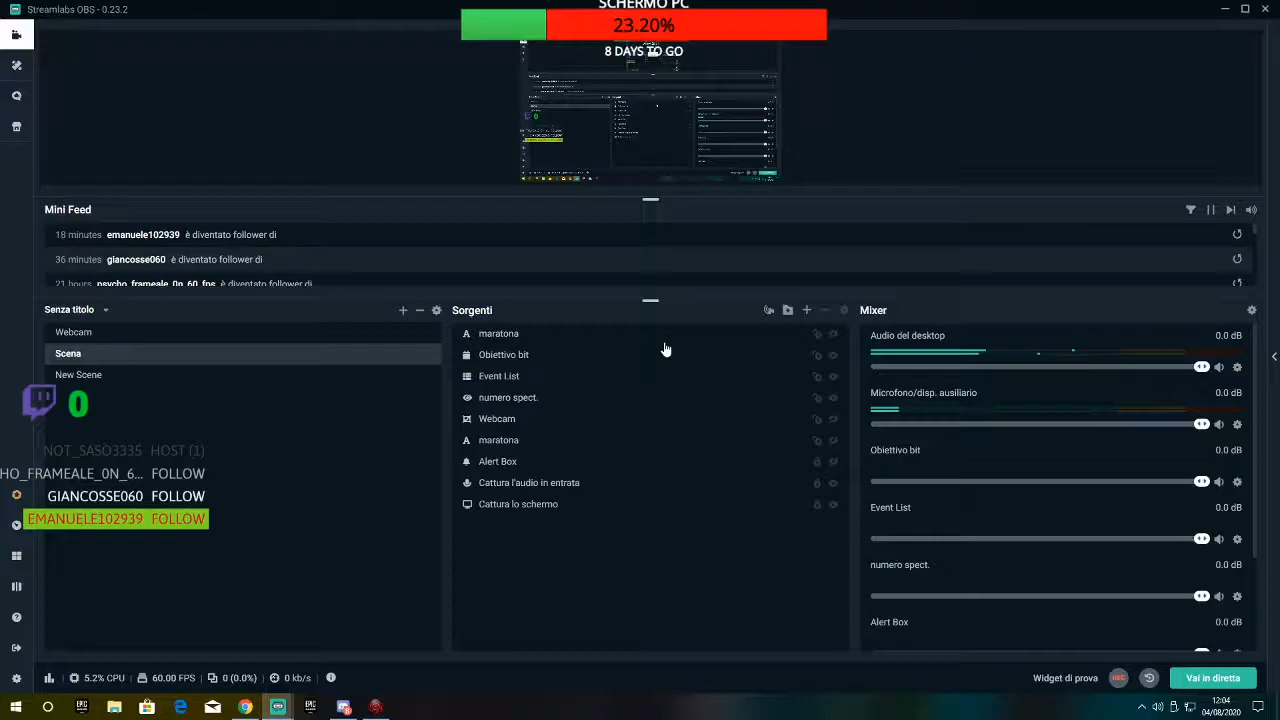 Streamlabs OBS - 0.23.2
SCHERMO PC
23.20%
8 DAYS TO GO
Mini Feed
18 minutes emanuele102939 è diventato follower di
36 minutes giancosse060 è diventato follower di
21 hours psycho_frameale_0n_60_fps è diventato follower di
Senza titolo
Webcam
Scena
New Scene
0
NOT_SASO3335 HOST (1)
HO_FRAMEALE_0N_6... FOLLOW
GIANCOSSE060 FOLLOW
EMANUELE102939 FOLLOW
Sorgenti
maratona
Obiettivo bit
Event List
numero spect.
Webcam
maratona
Alert Box
Cattura l'audio in entrata
Cattura lo schermo
Mixer
Audio del desktop 0.0 dB
Microfono/disp. ausiliario 0.0 dB
Obiettivo bit 0.0 dB
Event List 0.0 dB
numero spect. 0.0 dB
Alert Box 0.0 dB
5.2% CPU 60.00 FPS 0 (0.0%) 0 kb/s
Widget di prova REC Vai in diretta
12:04
04/08/2020